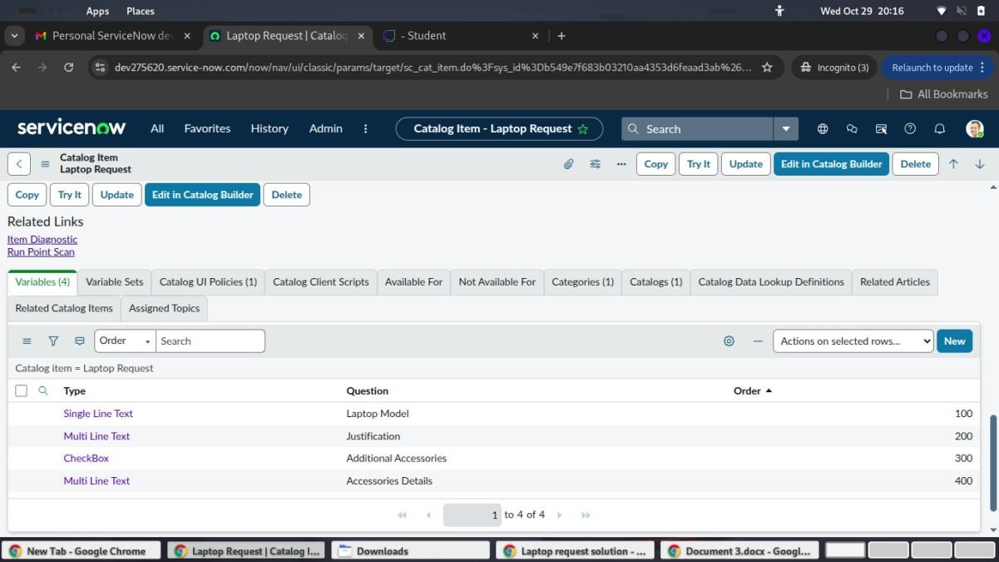 Apps Places Wed Oct 29 20:16
Personal ServiceNow dev × Laptop Request | Catalog × - Student × +
dev275620.service-now.com/now/nav/ui/classic/params/target/sc_cat_item.do%3Fsys_id%3Db549e7f683b03210aa4353d6feaad3ab%26... Incognito (3) Relaunch to update
All Bookmarks
servicenow All Favorites History Admin Catalog Item - Laptop Request Search
Catalog Item
Laptop Request
Copy Try It Update Edit in Catalog Builder Delete
Copy Try It Update Edit in Catalog Builder Delete
Related Links
Item Diagnostic
Run Point Scan
Variables (4) Variable Sets Catalog UI Policies (1) Catalog Client Scripts Available For Not Available For Categories (1) Catalogs (1) Catalog Data Lookup Definitions Related Articles
Related Catalog Items Assigned Topics
Order Search Actions on selected rows... New
Catalog item = Laptop Request
Type Question Order
Single Line Text Laptop Model 100
Multi Line Text Justification 200
CheckBox Additional Accessories 300
Multi Line Text Accessories Details 400
1 to 4 of 4
New Tab - Google Chrome Laptop Request | Catalog I... Downloads Laptop request solution - ... Document 3.docx - Googl...